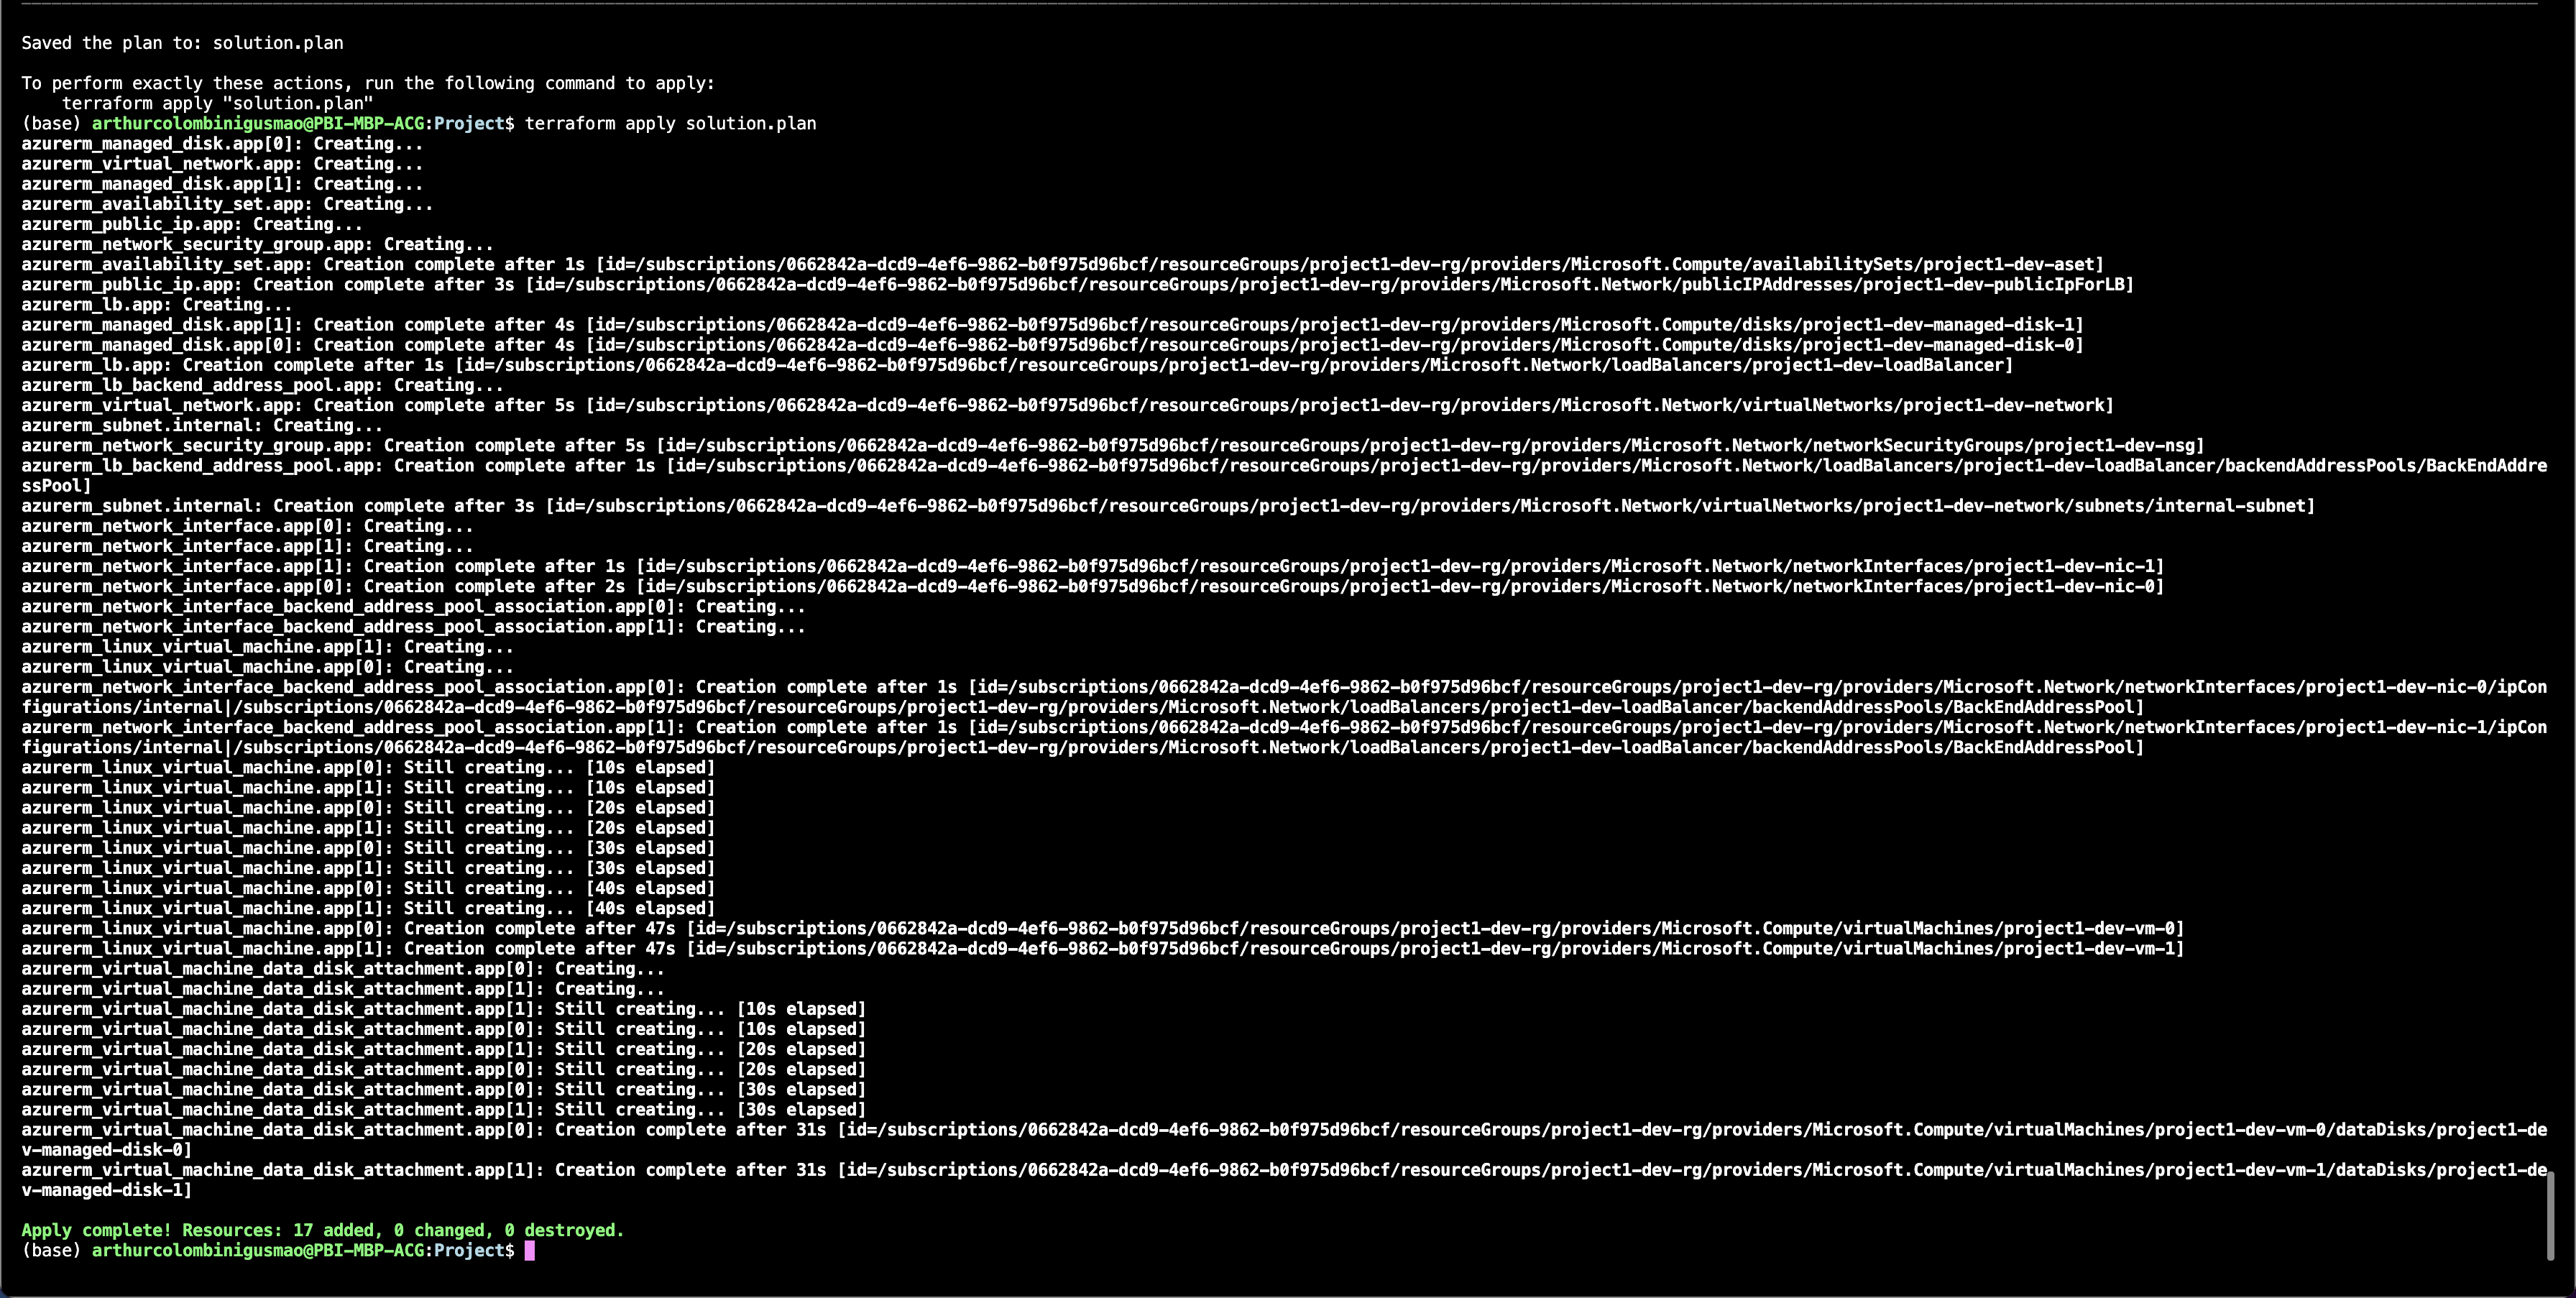 Saved the plan to: solution.plan
To perform exactly these actions, run the following command to apply:
    terraform apply "solution.plan"
(base) arthurcolombinigusmao@PBI-MBP-ACG:Project$ terraform apply solution.plan
azurerm_managed_disk.app[0]: Creating...
azurerm_virtual_network.app: Creating...
azurerm_managed_disk.app[1]: Creating...
azurerm_availability_set.app: Creating...
azurerm_public_ip.app: Creating...
azurerm_network_security_group.app: Creating...
azurerm_availability_set.app: Creation complete after 1s [id=/subscriptions/0662842a-dcd9-4ef6-9862-b0f975d96bcf/resourceGroups/project1-dev-rg/providers/Microsoft.Compute/availabilitySets/project1-dev-aset]
azurerm_public_ip.app: Creation complete after 3s [id=/subscriptions/0662842a-dcd9-4ef6-9862-b0f975d96bcf/resourceGroups/project1-dev-rg/providers/Microsoft.Network/publicIPAddresses/project1-dev-publicIpForLB]
azurerm_lb.app: Creating...
azurerm_managed_disk.app[1]: Creation complete after 4s [id=/subscriptions/0662842a-dcd9-4ef6-9862-b0f975d96bcf/resourceGroups/project1-dev-rg/providers/Microsoft.Compute/disks/project1-dev-managed-disk-1]
azurerm_managed_disk.app[0]: Creation complete after 4s [id=/subscriptions/0662842a-dcd9-4ef6-9862-b0f975d96bcf/resourceGroups/project1-dev-rg/providers/Microsoft.Compute/disks/project1-dev-managed-disk-0]
azurerm_lb.app: Creation complete after 1s [id=/subscriptions/0662842a-dcd9-4ef6-9862-b0f975d96bcf/resourceGroups/project1-dev-rg/providers/Microsoft.Network/loadBalancers/project1-dev-loadBalancer]
azurerm_lb_backend_address_pool.app: Creating...
azurerm_virtual_network.app: Creation complete after 5s [id=/subscriptions/0662842a-dcd9-4ef6-9862-b0f975d96bcf/resourceGroups/project1-dev-rg/providers/Microsoft.Network/virtualNetworks/project1-dev-network]
azurerm_subnet.internal: Creating...
azurerm_network_security_group.app: Creation complete after 5s [id=/subscriptions/0662842a-dcd9-4ef6-9862-b0f975d96bcf/resourceGroups/project1-dev-rg/providers/Microsoft.Network/networkSecurityGroups/project1-dev-nsg]
azurerm_lb_backend_address_pool.app: Creation complete after 1s [id=/subscriptions/0662842a-dcd9-4ef6-9862-b0f975d96bcf/resourceGroups/project1-dev-rg/providers/Microsoft.Network/loadBalancers/project1-dev-loadBalancer/backendAddressPools/BackEndAddre
ssPool]
azurerm_subnet.internal: Creation complete after 3s [id=/subscriptions/0662842a-dcd9-4ef6-9862-b0f975d96bcf/resourceGroups/project1-dev-rg/providers/Microsoft.Network/virtualNetworks/project1-dev-network/subnets/internal-subnet]
azurerm_network_interface.app[0]: Creating...
azurerm_network_interface.app[1]: Creating...
azurerm_network_interface.app[1]: Creation complete after 1s [id=/subscriptions/0662842a-dcd9-4ef6-9862-b0f975d96bcf/resourceGroups/project1-dev-rg/providers/Microsoft.Network/networkInterfaces/project1-dev-nic-1]
azurerm_network_interface.app[0]: Creation complete after 2s [id=/subscriptions/0662842a-dcd9-4ef6-9862-b0f975d96bcf/resourceGroups/project1-dev-rg/providers/Microsoft.Network/networkInterfaces/project1-dev-nic-0]
azurerm_network_interface_backend_address_pool_association.app[0]: Creating...
azurerm_network_interface_backend_address_pool_association.app[1]: Creating...
azurerm_linux_virtual_machine.app[1]: Creating...
azurerm_linux_virtual_machine.app[0]: Creating...
azurerm_network_interface_backend_address_pool_association.app[0]: Creation complete after 1s [id=/subscriptions/0662842a-dcd9-4ef6-9862-b0f975d96bcf/resourceGroups/project1-dev-rg/providers/Microsoft.Network/networkInterfaces/project1-dev-nic-0/ipCon
figurations/internal|/subscriptions/0662842a-dcd9-4ef6-9862-b0f975d96bcf/resourceGroups/project1-dev-rg/providers/Microsoft.Network/loadBalancers/project1-dev-loadBalancer/backendAddressPools/BackEndAddressPool]
azurerm_network_interface_backend_address_pool_association.app[1]: Creation complete after 1s [id=/subscriptions/0662842a-dcd9-4ef6-9862-b0f975d96bcf/resourceGroups/project1-dev-rg/providers/Microsoft.Network/networkInterfaces/project1-dev-nic-1/ipCon
figurations/internal|/subscriptions/0662842a-dcd9-4ef6-9862-b0f975d96bcf/resourceGroups/project1-dev-rg/providers/Microsoft.Network/loadBalancers/project1-dev-loadBalancer/backendAddressPools/BackEndAddressPool]
azurerm_linux_virtual_machine.app[0]: Still creating... [10s elapsed]
azurerm_linux_virtual_machine.app[1]: Still creating... [10s elapsed]
azurerm_linux_virtual_machine.app[0]: Still creating... [20s elapsed]
azurerm_linux_virtual_machine.app[1]: Still creating... [20s elapsed]
azurerm_linux_virtual_machine.app[0]: Still creating... [30s elapsed]
azurerm_linux_virtual_machine.app[1]: Still creating... [30s elapsed]
azurerm_linux_virtual_machine.app[0]: Still creating... [40s elapsed]
azurerm_linux_virtual_machine.app[1]: Still creating... [40s elapsed]
azurerm_linux_virtual_machine.app[0]: Creation complete after 47s [id=/subscriptions/0662842a-dcd9-4ef6-9862-b0f975d96bcf/resourceGroups/project1-dev-rg/providers/Microsoft.Compute/virtualMachines/project1-dev-vm-0]
azurerm_linux_virtual_machine.app[1]: Creation complete after 47s [id=/subscriptions/0662842a-dcd9-4ef6-9862-b0f975d96bcf/resourceGroups/project1-dev-rg/providers/Microsoft.Compute/virtualMachines/project1-dev-vm-1]
azurerm_virtual_machine_data_disk_attachment.app[0]: Creating...
azurerm_virtual_machine_data_disk_attachment.app[1]: Creating...
azurerm_virtual_machine_data_disk_attachment.app[1]: Still creating... [10s elapsed]
azurerm_virtual_machine_data_disk_attachment.app[0]: Still creating... [10s elapsed]
azurerm_virtual_machine_data_disk_attachment.app[1]: Still creating... [20s elapsed]
azurerm_virtual_machine_data_disk_attachment.app[0]: Still creating... [20s elapsed]
azurerm_virtual_machine_data_disk_attachment.app[0]: Still creating... [30s elapsed]
azurerm_virtual_machine_data_disk_attachment.app[1]: Still creating... [30s elapsed]
azurerm_virtual_machine_data_disk_attachment.app[0]: Creation complete after 31s [id=/subscriptions/0662842a-dcd9-4ef6-9862-b0f975d96bcf/resourceGroups/project1-dev-rg/providers/Microsoft.Compute/virtualMachines/project1-dev-vm-0/dataDisks/project1-de
v-managed-disk-0]
azurerm_virtual_machine_data_disk_attachment.app[1]: Creation complete after 31s [id=/subscriptions/0662842a-dcd9-4ef6-9862-b0f975d96bcf/resourceGroups/project1-dev-rg/providers/Microsoft.Compute/virtualMachines/project1-dev-vm-1/dataDisks/project1-de
v-managed-disk-1]
Apply complete! Resources: 17 added, 0 changed, 0 destroyed.
(base) arthurcolombinigusmao@PBI-MBP-ACG:Project$